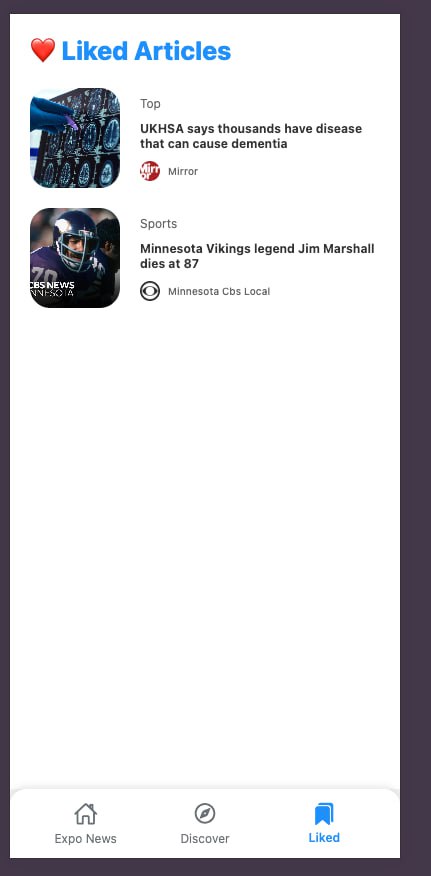 ❤️ Liked Articles
Top
UKHSA says thousands have disease
that can cause dementia
Mirror
70
CBS NEWS
MINNESOTA
Sports
Minnesota Vikings legend Jim Marshall
dies at 87
Minnesota Cbs Local
Expo News
Discover
Liked